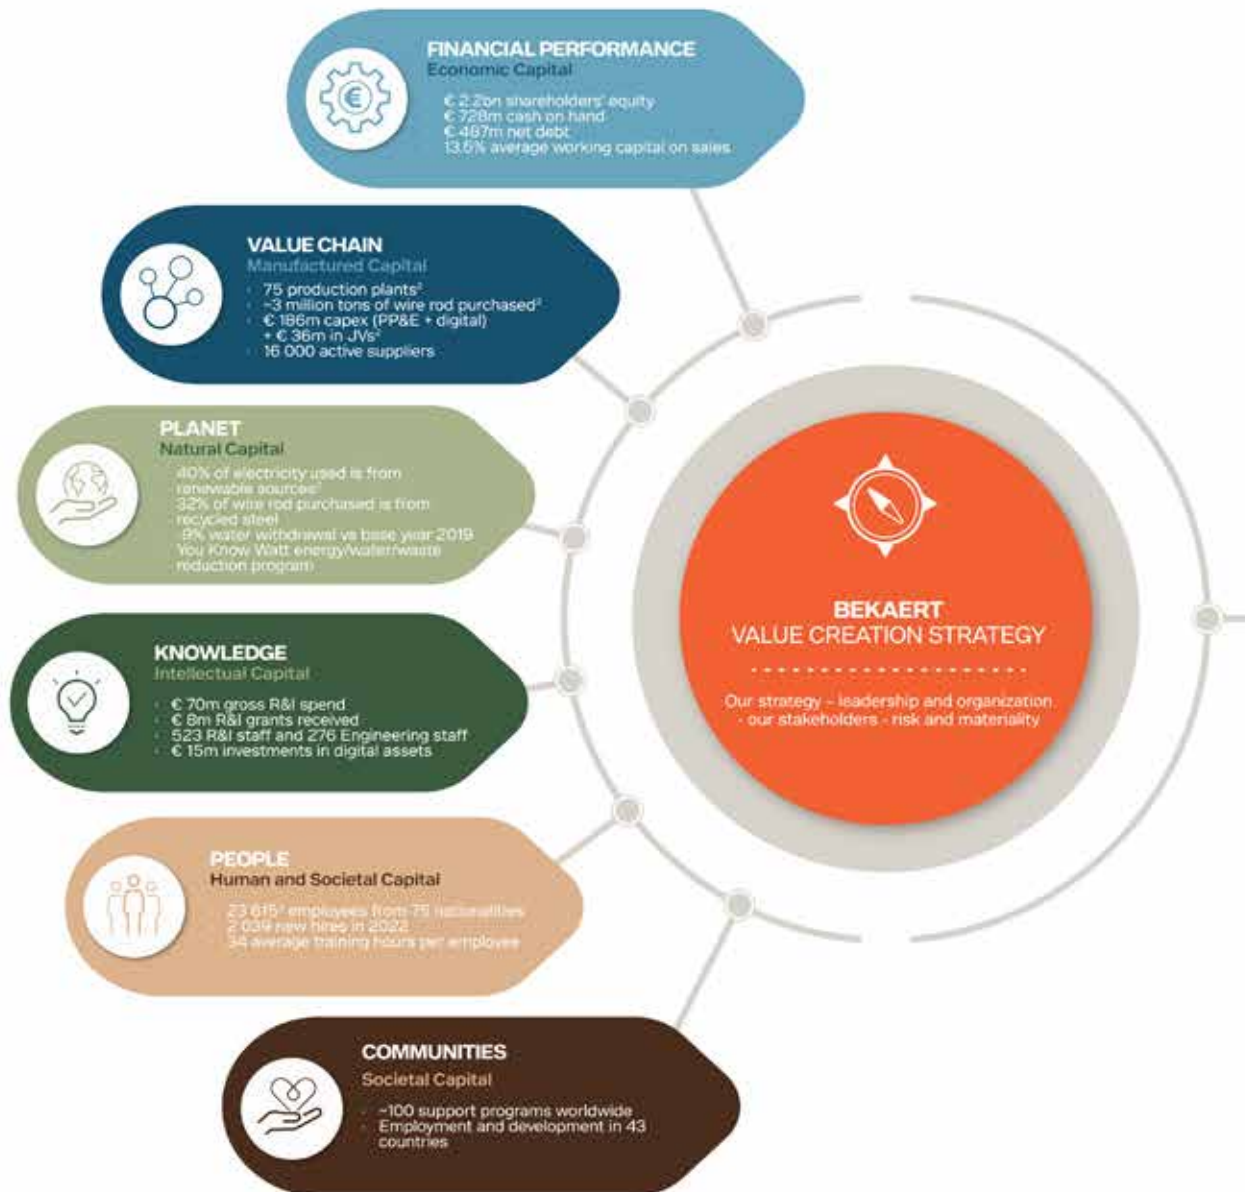 FINANCIAL PERFORMANCE
Economic Capital
€ 2.2bn shareholders' equity
€ 728m cash on hand
€ 487m net debt
13.5% average working capital on sales
VALUE CHAIN
Manufactured Capital
· 75 production plants²
· ~3 million tons of wire rod purchased²
· € 186m capex (PP&E + digital)
+ € 36m in JVs²
· 16 000 active suppliers
PLANET
Natural Capital
40% of electricity used is from
renewable sources
32% of wire rod purchased is from
recycled steel
-9% water withdrawal vs base year 2019
You Know Watt energy/water/waste
reduction program
KNOWLEDGE
Intellectual Capital
· € 70m gross R&I spend
· € 8m R&I grants received
· 523 R&I staff and 276 Engineering staff
· € 15m investments in digital assets
PEOPLE
Human and Societal Capital
employees from 75 nationalities
2 039 new hires in 2022
34 average training hours per employee
COMMUNITIES
Societal Capital
· ~100 support programs worldwide
· Employment and development in 43
countries
BEKAERT
VALUE CREATION STRATEGY
Our strategy - leadership and organization
- our stakeholders - risk and materiality